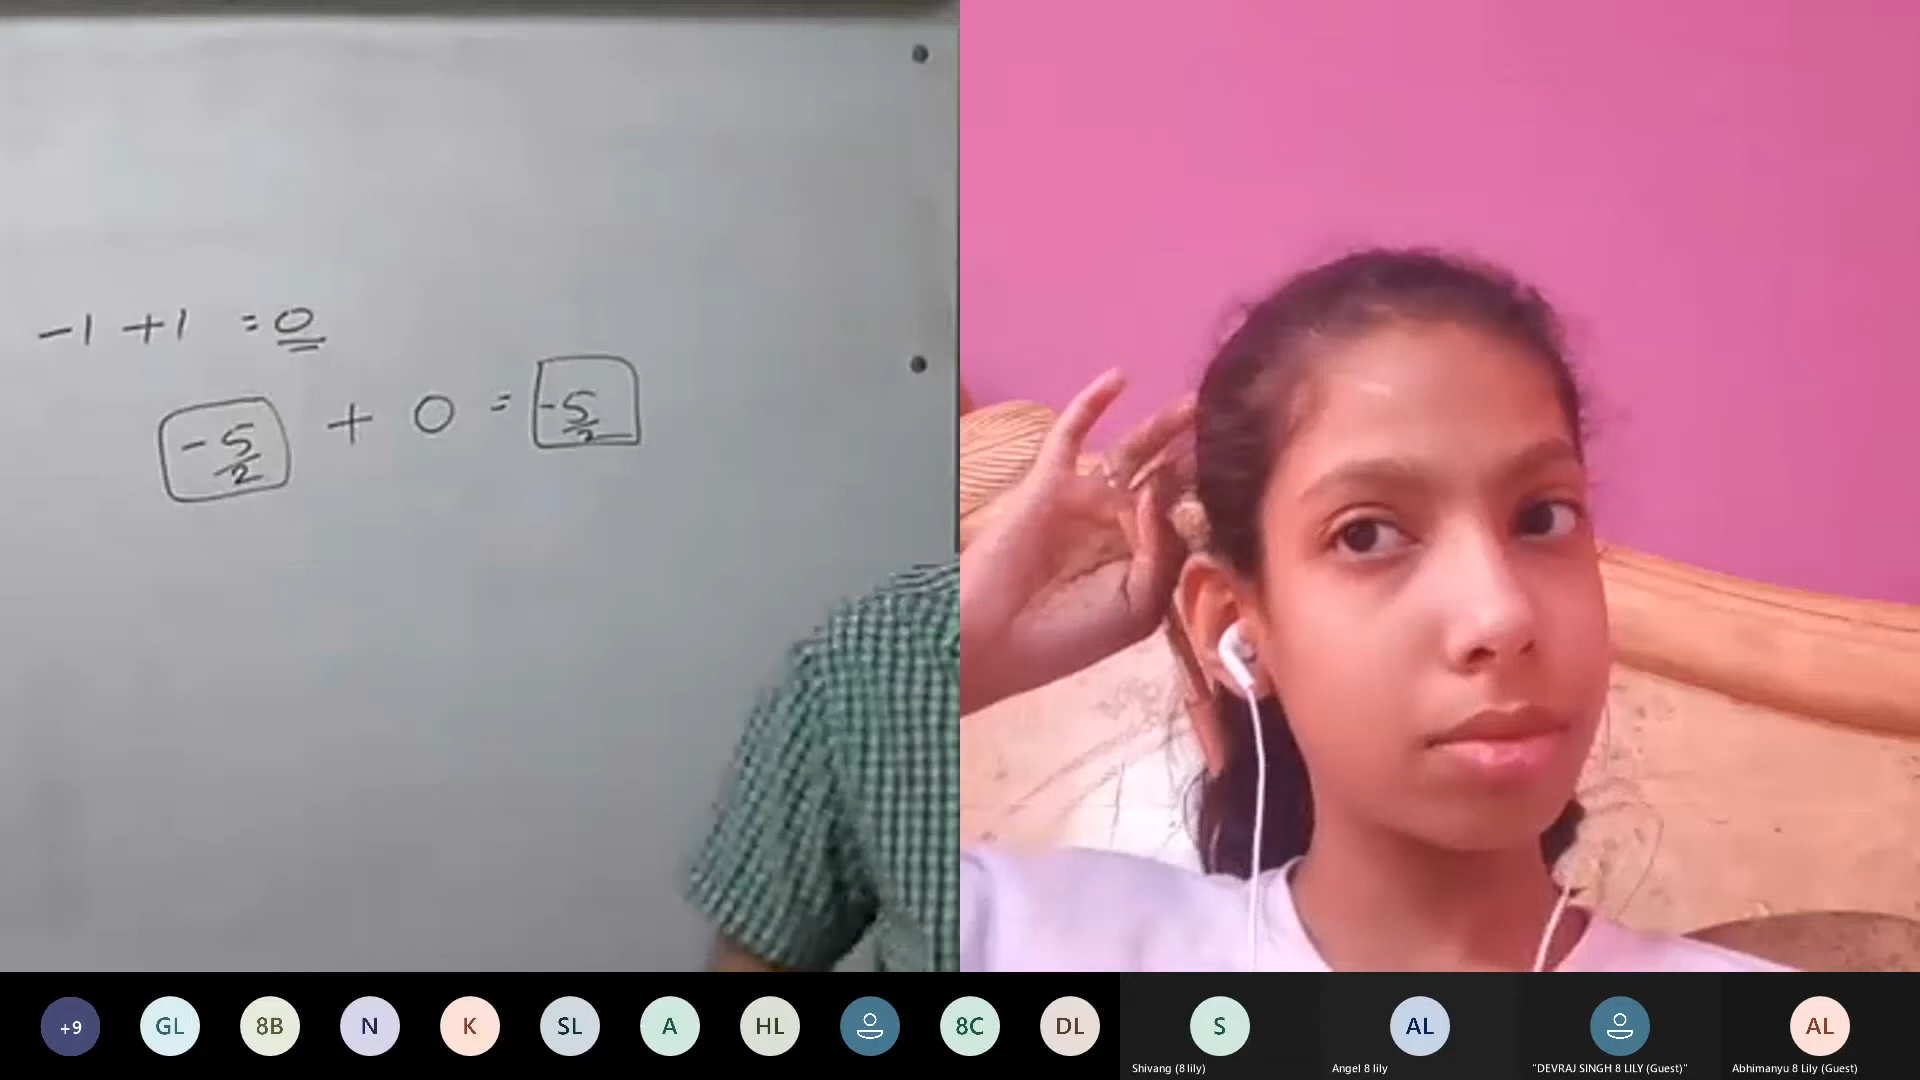 -1 +1 = 0
-5/2 + 0 = -5/2
+9 GL 8B N K SL A HL 8C DL S AL AL
Shivang (8 lily) Angel 8 lily "DEVRAJ SINGH 8 LILY (Guest)" Abhimanyu 8 Lily (Guest)